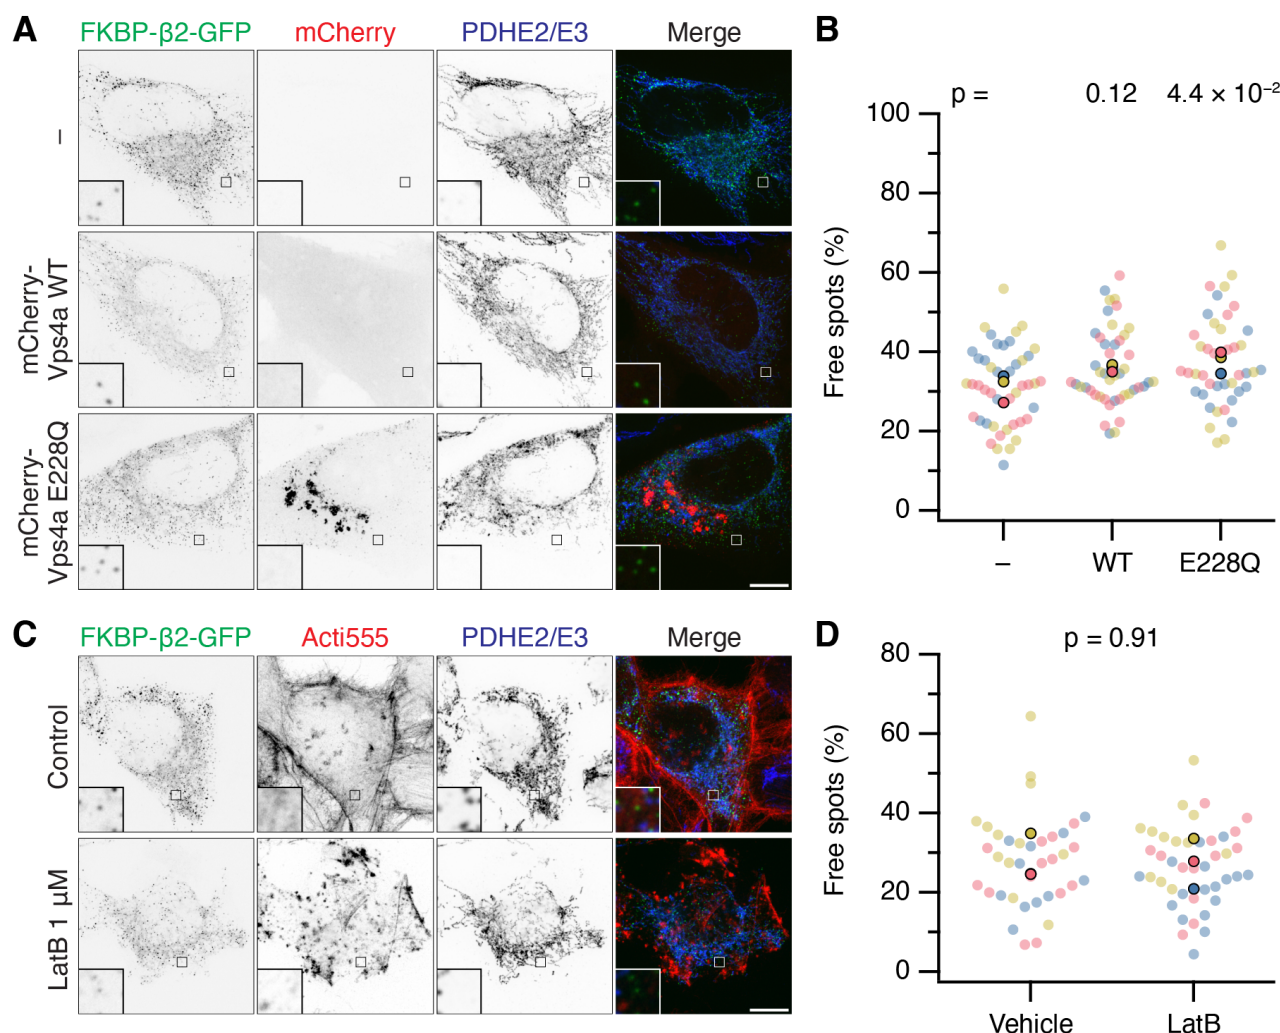 A
FKBP-β2-GFP mCherry PDHE2/E3 Merge
–
mCherry-
Vps4a WT
mCherry-
Vps4a E228Q
B
p = 0.12 4.4 × 10⁻²
Free spots (%)
100
80
60
40
20
0
– WT E228Q
C
FKBP-β2-GFP Acti555 PDHE2/E3 Merge
Control
LatB 1 µM
D
p = 0.91
Free spots (%)
80
60
40
20
0
Vehicle LatB